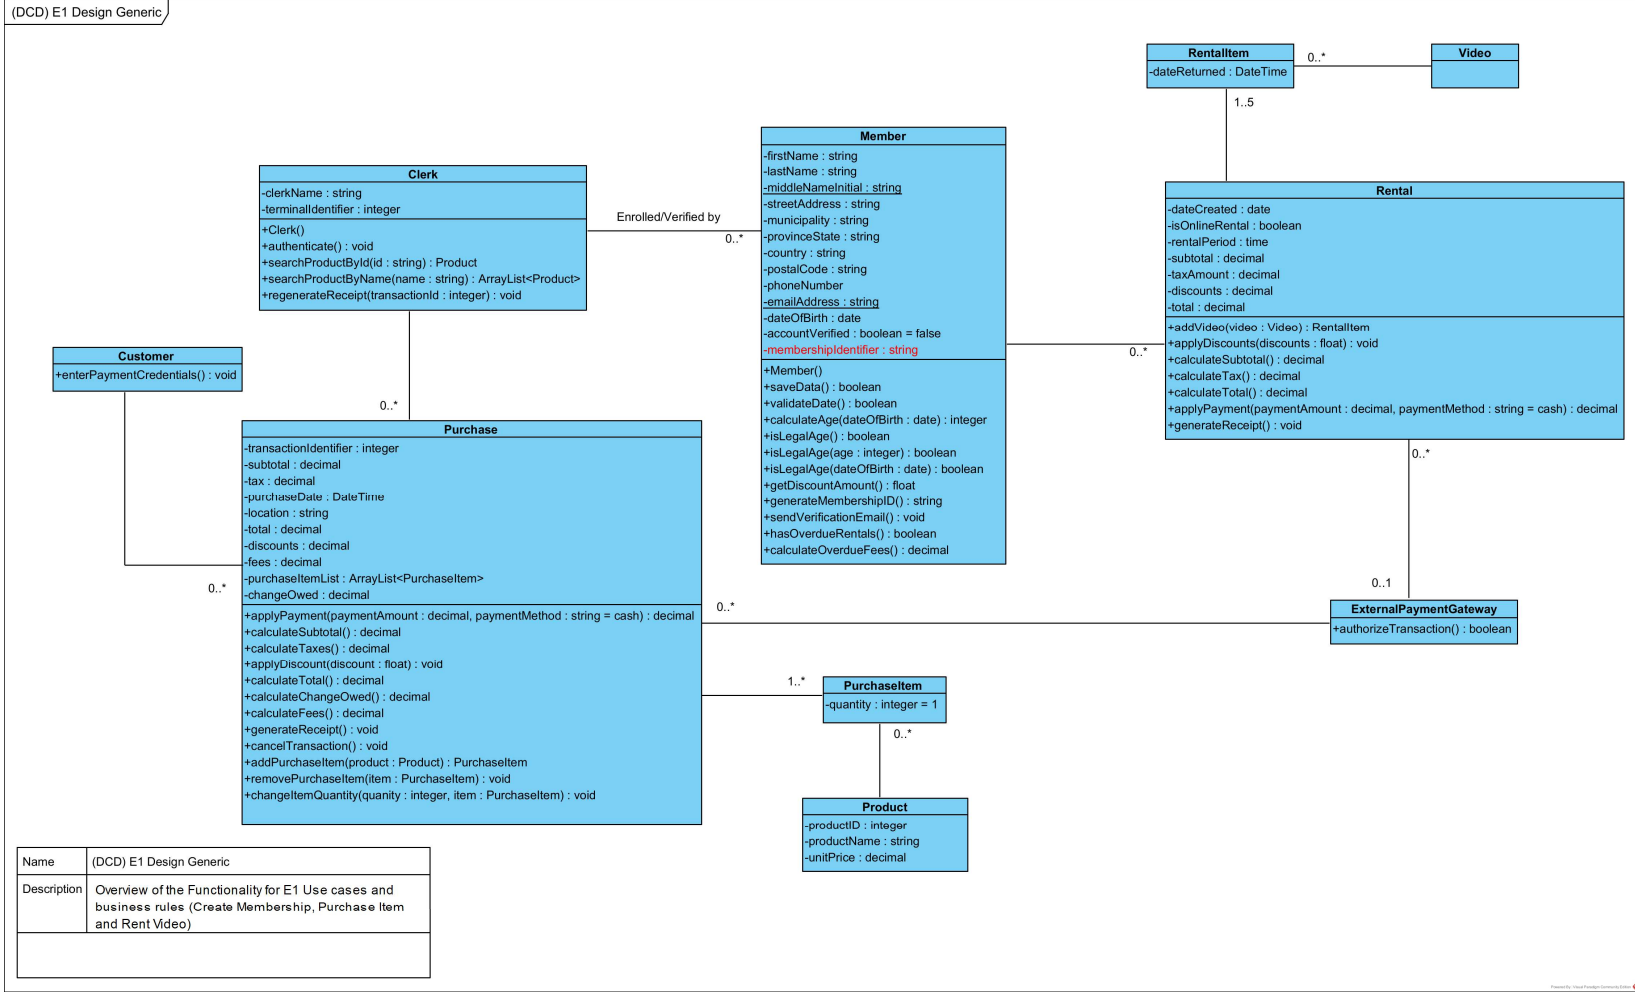 (DCD) E1 Design Generic
RentalItem
-dateReturned : DateTime
0..*
Video
1..5
Member
-firstName : string
-lastName : string
-middleNameInitial : string
-streetAddress : string
-municipality : string
-provinceState : string
-country : string
-postalCode : string
-phoneNumber
-emailAddress : string
-dateOfBirth : date
-accountVerified : boolean = false
-membershipIdentifier : string
+Member()
+saveData() : boolean
+validateDate() : boolean
+calculateAge(dateOfBirth : date) : integer
+isLegalAge() : boolean
+isLegalAge(age : integer) : boolean
+isLegalAge(dateOfBirth : date) : boolean
+getDiscountAmount() : float
+generateMembershipID() : string
+sendVerificationEmail() : void
+hasOverdueRentals() : boolean
+calculateOverdueFees() : decimal
Clerk
-clerkName : string
-terminalIdentifier : integer
+Clerk()
+authenticate() : void
+searchProductById(id : string) : Product
+searchProductByName(name : string) : ArrayList<Product>
+regenerateReceipt(transactionId : integer) : void
Enrolled/Verified by
0..*
Rental
-dateCreated : date
-isOnlineRental : boolean
-rentalPeriod : time
-subtotal : decimal
-taxAmount : decimal
-discounts : decimal
-total : decimal
+addVideo(video : Video) : RentalItem
+applyDiscounts(discounts : float) : void
+calculateSubtotal() : decimal
+calculateTax() : decimal
+calculateTotal() : decimal
+applyPayment(paymentAmount : decimal, paymentMethod : string = cash) : decimal
+generateReceipt() : void
0..*
0..*
Customer
+enterPaymentCredentials() : void
0..*
Purchase
-transactionIdentifier : integer
-subtotal : decimal
-tax : decimal
-purchaseDate : DateTime
-location : string
-total : decimal
-discounts : decimal
-fees : decimal
-purchaseItemList : ArrayList<PurchaseItem>
-changeOwed : decimal
+applyPayment(paymentAmount : decimal, paymentMethod : string = cash) : decimal
+calculateSubtotal() : decimal
+calculateTaxes() : decimal
+applyDiscount(discount : float) : void
+calculateTotal() : decimal
+calculateChangeOwed() : decimal
+calculateFees() : decimal
+generateReceipt() : void
+cancelTransaction() : void
+addPurchaseItem(product : Product) : PurchaseItem
+removePurchaseItem(item : PurchaseItem) : void
+changeItemQuantity(quanity : integer, item : PurchaseItem) : void
0..*
0..*
0..1
ExternalPaymentGateway
+authorizeTransaction() : boolean
1..*
PurchaseItem
-quantity : integer = 1
0..*
Product
-productID : integer
-productName : string
-unitPrice : decimal
Name
(DCD) E1 Design Generic
Description
Overview of the Functionality for E1 Use cases and
business rules (Create Membership, Purchase Item
and Rent Video)
Powered By Visual Paradigm Community Edition